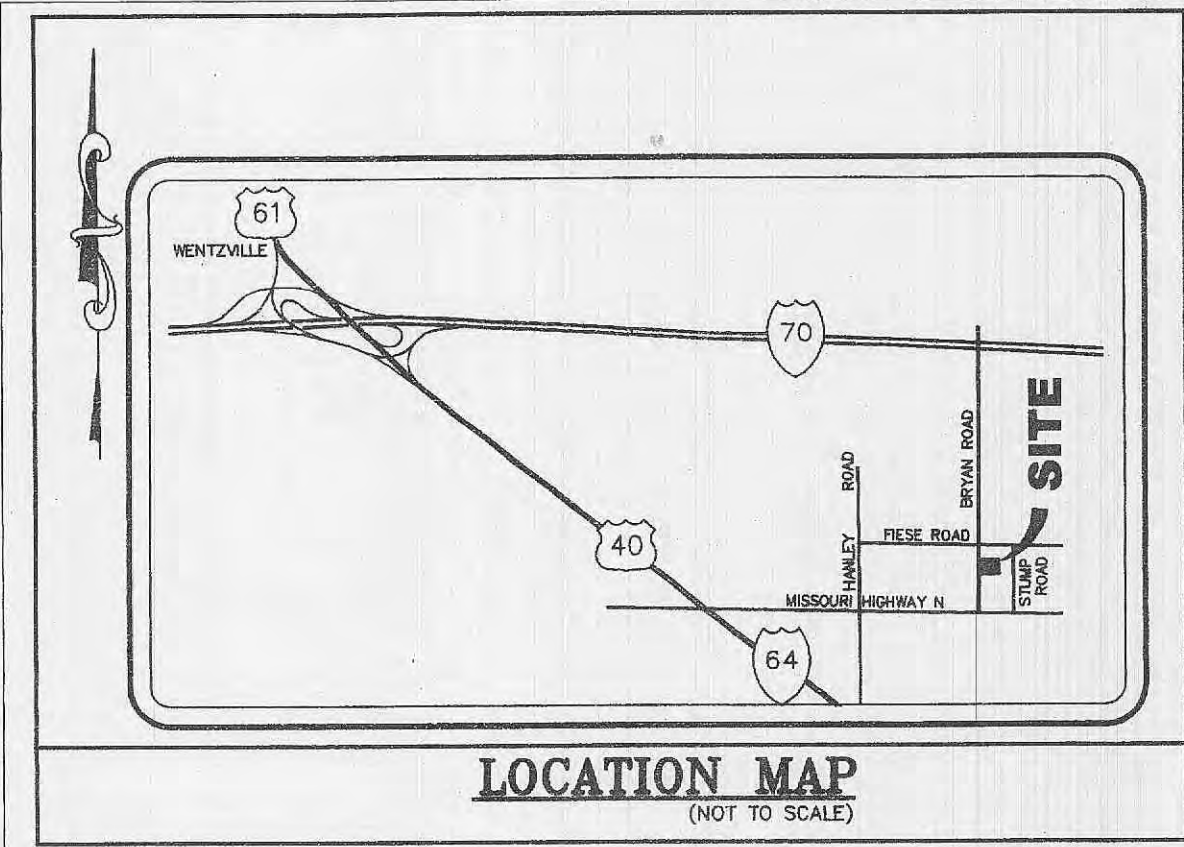 61
WENTZVILLE
70
SITE
BRYAN ROAD
HANLEY ROAD
FIESE ROAD
40
STUMP
ROAD
MISSOURI HIGHWAY N
64
LOCATION MAP
(NOT TO SCALE)